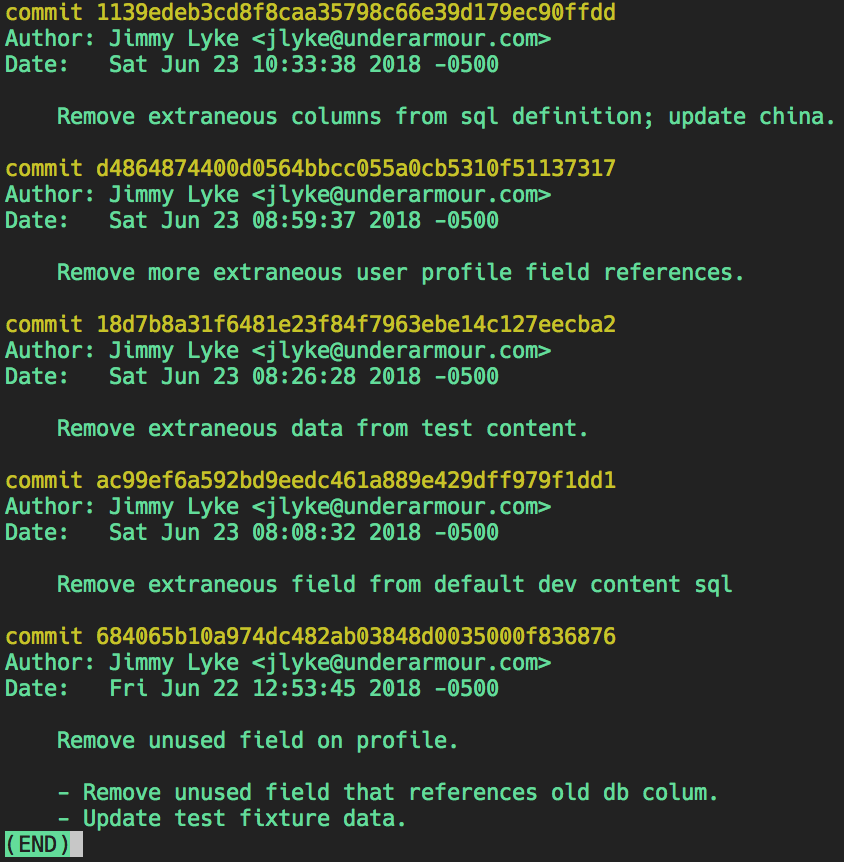 commit 1139edeb3cd8f8caa35798c66e39d179ec90ffdd
Author: Jimmy Lyke <jlyke@underarmour.com>
Date:   Sat Jun 23 10:33:38 2018 -0500
Remove extraneous columns from sql definition; update china.
commit d4864874400d0564bbcc055a0cb5310f51137317
Author: Jimmy Lyke <jlyke@underarmour.com>
Date:   Sat Jun 23 08:59:37 2018 -0500
Remove more extraneous user profile field references.
commit 18d7b8a31f6481e23f84f7963ebe14c127eecba2
Author: Jimmy Lyke <jlyke@underarmour.com>
Date:   Sat Jun 23 08:26:28 2018 -0500
Remove extraneous data from test content.
commit ac99ef6a592bd9eedc461a889e429dff979f1dd1
Author: Jimmy Lyke <jlyke@underarmour.com>
Date:   Sat Jun 23 08:08:32 2018 -0500
Remove extraneous field from default dev content sql
commit 684065b10a974dc482ab03848d0035000f836876
Author: Jimmy Lyke <jlyke@underarmour.com>
Date:   Fri Jun 22 12:53:45 2018 -0500
Remove unused field on profile.
- Remove unused field that references old db colum.
- Update test fixture data.
(END)